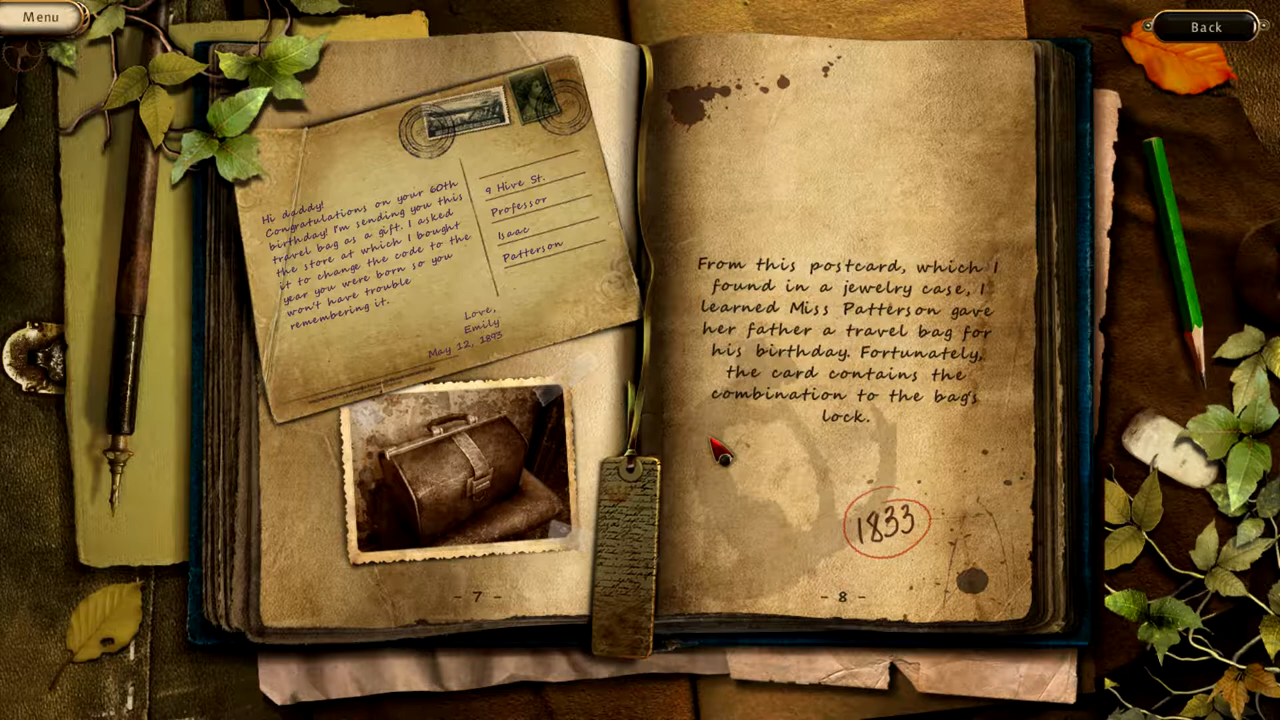 Menu
Back
Hi daddy!
Congratulations on your 60th
birthday! I'm sending you this
travel bag as a gift. I asked
the store at which I bought
it to change the code to the
year you were born so you
won't have trouble
remembering it.
Love,
Emily
May 12, 1893
9 Hive St.
Professor
Isaac
Patterson
- 7 -
From this postcard, which I
found in a jewelry case, I
learned Miss Patterson gave
her father a travel bag for
his birthday. Fortunately,
the card contains the
combination to the bag's
lock.
1833
- 8 -